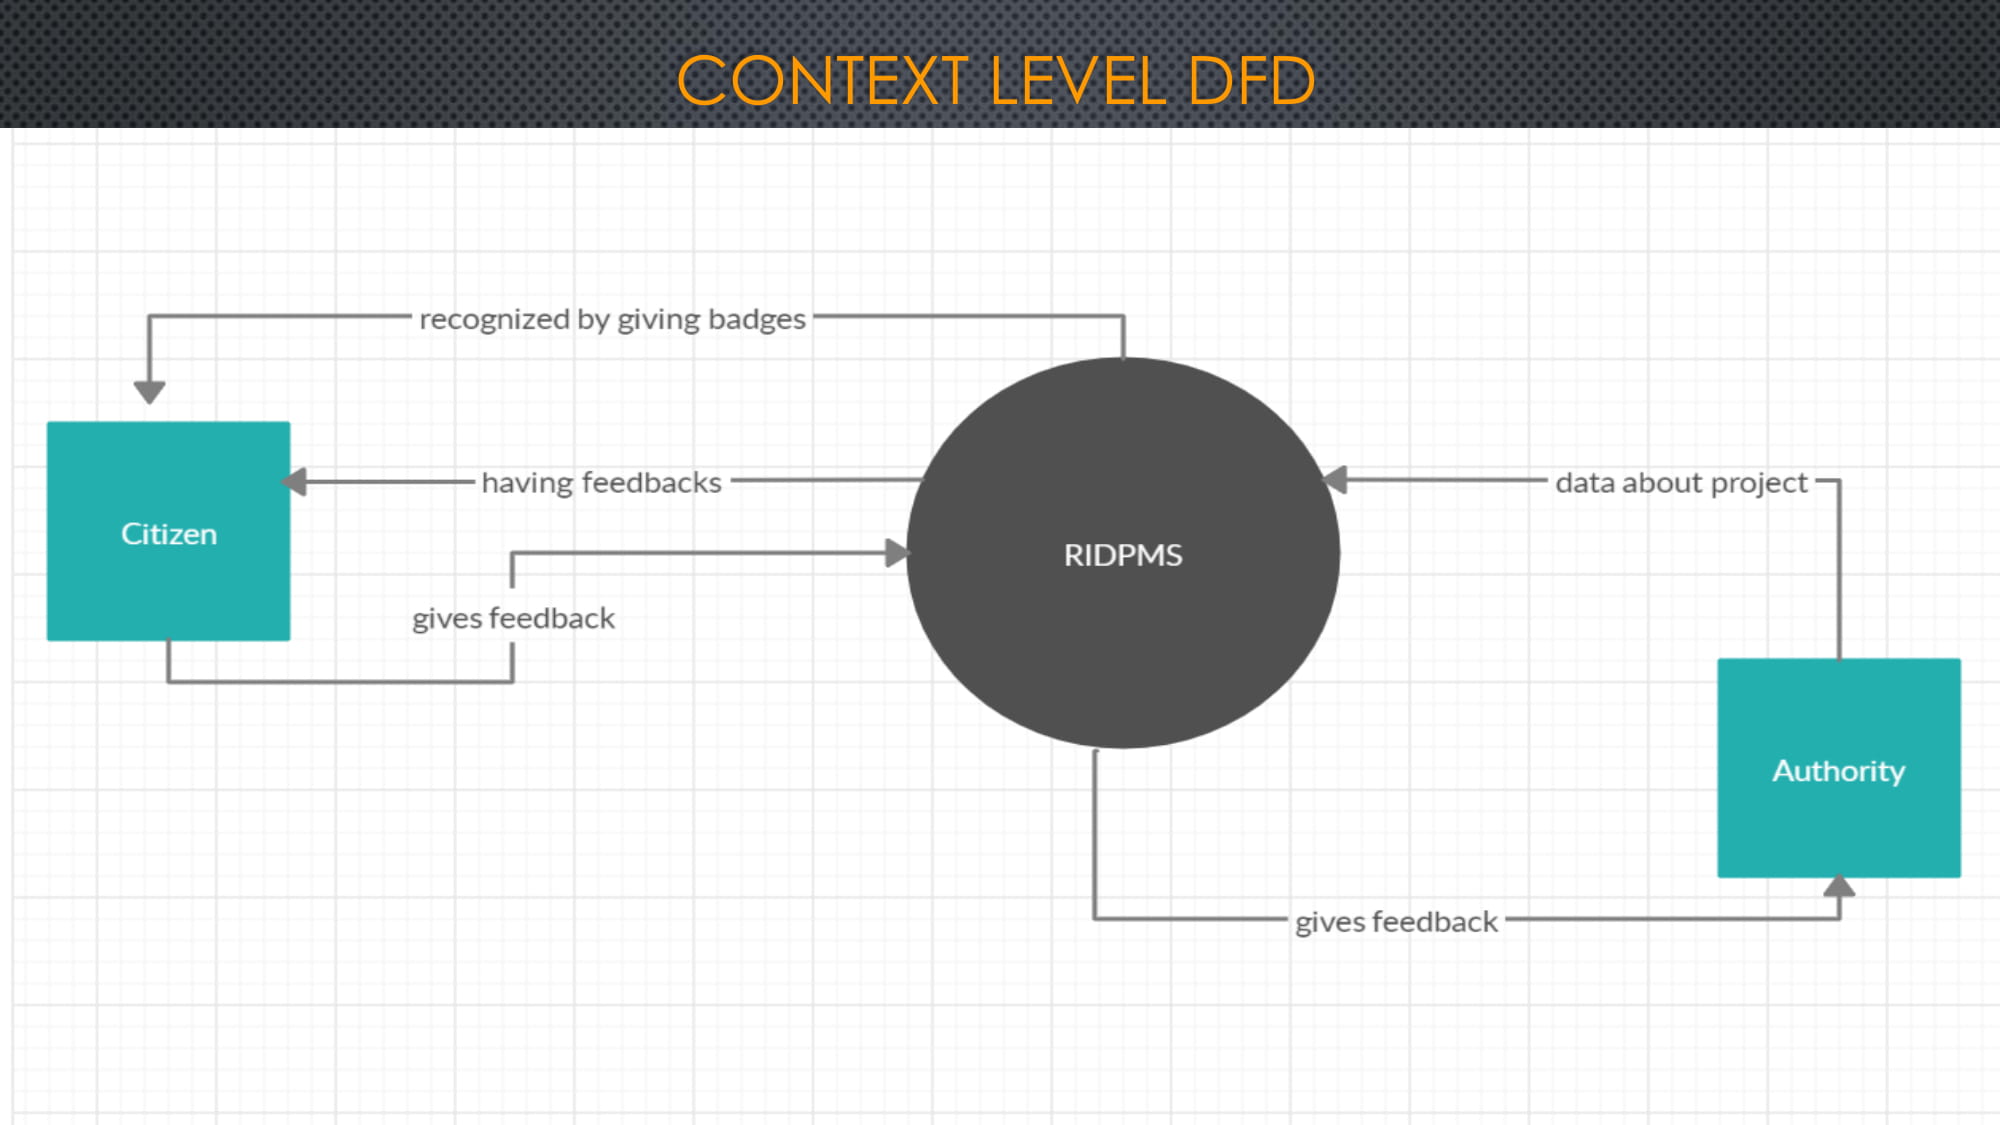 CONTEXT LEVEL DFD
recognized by giving badges
having feedbacks
data about project
Citizen
RIDPMS
gives feedback
Authority
gives feedback